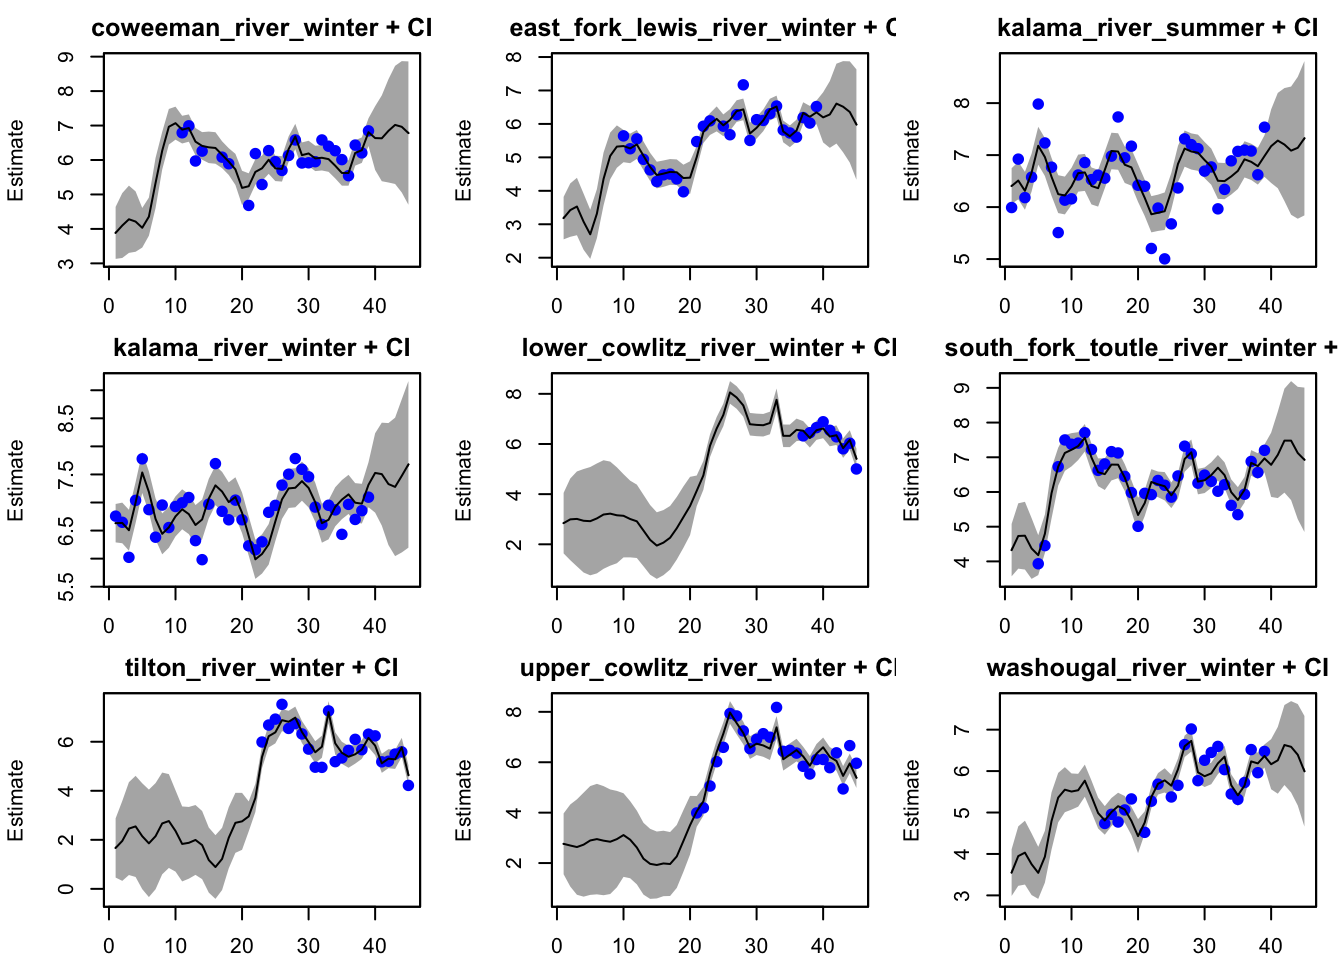 coweeman_river_winter + CI
east_fork_lewis_river_winter + C
kalama_river_summer + CI
Estimate
9
8
7
6
5
4
3
0 10 20 30 40
Estimate
8
7
6
5
4
3
2
0 10 20 30 40
Estimate
8
7
6
5
0 10 20 30 40
kalama_river_winter + CI
lower_cowlitz_river_winter + CI
south_fork_toutle_river_winter +
Estimate
8.5
7.5
6.5
5.5
0 10 20 30 40
Estimate
8
6
4
2
0 10 20 30 40
Estimate
9
8
7
6
5
4
0 10 20 30 40
tilton_river_winter + CI
upper_cowlitz_river_winter + CI
washougal_river_winter + CI
Estimate
6
4
2
0
0 10 20 30 40
Estimate
8
6
4
2
0 10 20 30 40
Estimate
7
6
5
4
3
0 10 20 30 40